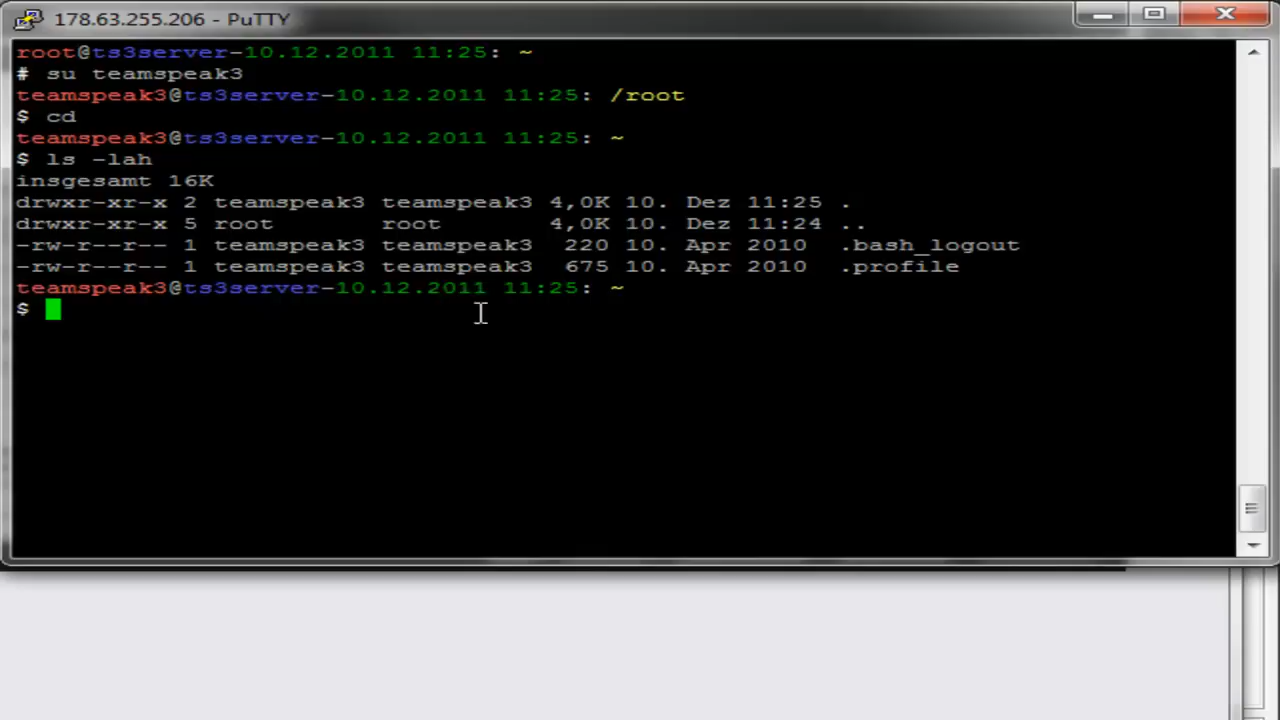 178.63.255.206 - PuTTY
root@ts3server-10.12.2011 11:25: ~
# su teamspeak3
teamspeak3@ts3server-10.12.2011 11:25: /root
$ cd
teamspeak3@ts3server-10.12.2011 11:25: ~
$ ls -lah
insgesamt 16K
drwxr-xr-x 2 teamspeak3 teamspeak3 4,0K 10. Dez 11:25 .
drwxr-xr-x 5 root       root       4,0K 10. Dez 11:24 ..
-rw-r--r-- 1 teamspeak3 teamspeak3  220 10. Apr 2010  .bash_logout
-rw-r--r-- 1 teamspeak3 teamspeak3  675 10. Apr 2010  .profile
teamspeak3@ts3server-10.12.2011 11:25: ~
$